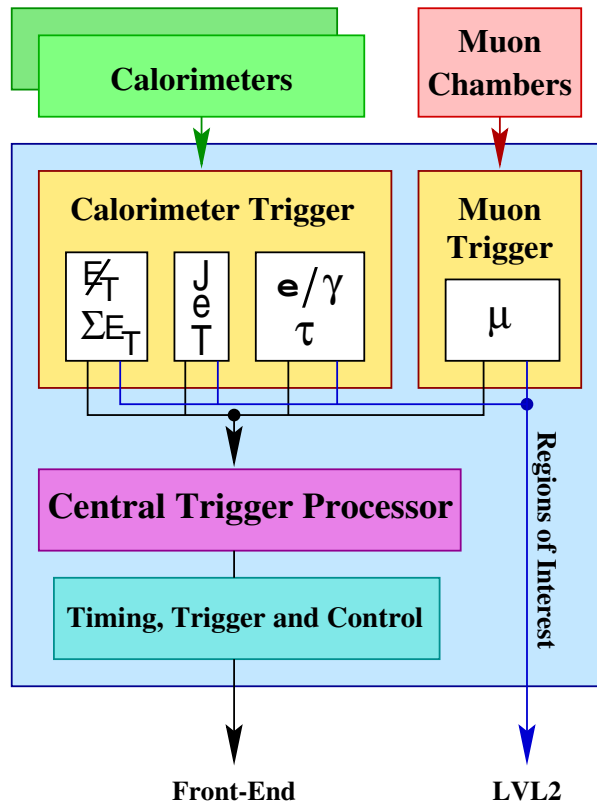 Calorimeters
Muon
Chambers
Calorimeter Trigger
Muon
Trigger
E̸T
ΣET
J
e
T
e/γ
τ
μ
Regions of Interest
Central Trigger Processor
Timing, Trigger and Control
Front-End
LVL2